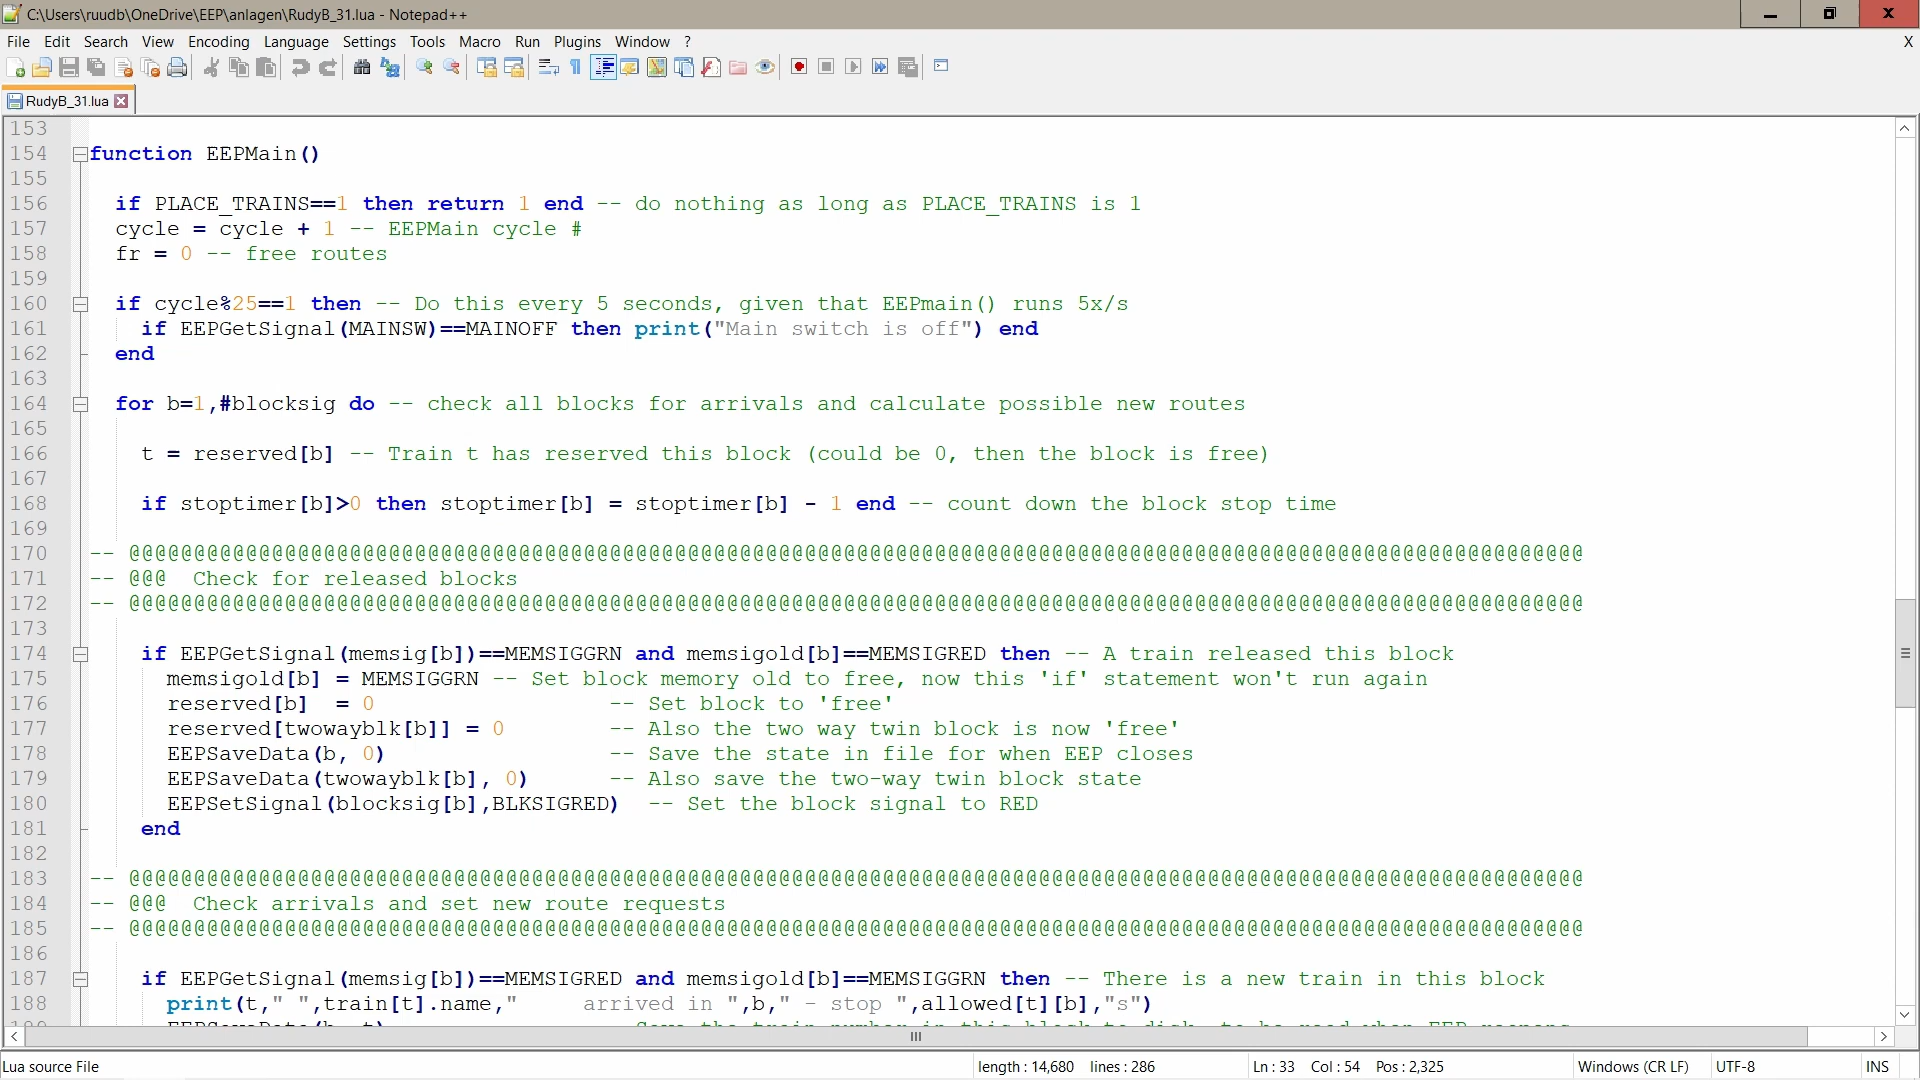 C:\Users\ruudb\OneDrive\EEP\anlagen\RudyB_31.lua - Notepad++
File Edit Search View Encoding Language Settings Tools Macro Run Plugins Window ? X
RudyB_31.lua
153
154 function EEPMain()
155
156 if PLACE_TRAINS==1 then return 1 end -- do nothing as long as PLACE_TRAINS is 1
157 cycle = cycle + 1 -- EEPMain cycle #
158 fr = 0 -- free routes
159
160 if cycle%25==1 then -- Do this every 5 seconds, given that EEPmain() runs 5x/s
161 if EEPGetSignal(MAINSW)==MAINOFF then print("Main switch is off") end
162 end
163
164 for b=1,#blocksig do -- check all blocks for arrivals and calculate possible new routes
165
166 t = reserved[b] -- Train t has reserved this block (could be 0, then the block is free)
167
168 if stoptimer[b]>0 then stoptimer[b] = stoptimer[b] - 1 end -- count down the block stop time
169
170 -- @@@@@@@@@@@@@@@@@@@@@@@@@@@@@@@@@@@@@@@@@@@@@@@@@@@@@@@@@@@@@@@@@@@@@@@@@@@@@@@@@@@@@@@@@@@@@@@@@@@@@@@@@@@@@@@@
171 -- @@@ Check for released blocks
172 -- @@@@@@@@@@@@@@@@@@@@@@@@@@@@@@@@@@@@@@@@@@@@@@@@@@@@@@@@@@@@@@@@@@@@@@@@@@@@@@@@@@@@@@@@@@@@@@@@@@@@@@@@@@@@@@@@
173
174 if EEPGetSignal(memsig[b])==MEMSIGGRN and memsigold[b]==MEMSIGRED then -- A train released this block
175 memsigold[b] = MEMSIGGRN -- Set block memory old to free, now this 'if' statement won't run again
176 reserved[b] = 0 -- Set block to 'free'
177 reserved[twowayblk[b]] = 0 -- Also the two way twin block is now 'free'
178 EEPSaveData(b, 0) -- Save the state in file for when EEP closes
179 EEPSaveData(twowayblk[b], 0) -- Also save the two-way twin block state
180 EEPSetSignal(blocksig[b],BLKSIGRED) -- Set the block signal to RED
181 end
182
183 -- @@@@@@@@@@@@@@@@@@@@@@@@@@@@@@@@@@@@@@@@@@@@@@@@@@@@@@@@@@@@@@@@@@@@@@@@@@@@@@@@@@@@@@@@@@@@@@@@@@@@@@@@@@@@@@@@
184 -- @@@ Check arrivals and set new route requests
185 -- @@@@@@@@@@@@@@@@@@@@@@@@@@@@@@@@@@@@@@@@@@@@@@@@@@@@@@@@@@@@@@@@@@@@@@@@@@@@@@@@@@@@@@@@@@@@@@@@@@@@@@@@@@@@@@@@
186
187 if EEPGetSignal(memsig[b])==MEMSIGRED and memsigold[b]==MEMSIGGRN then -- There is a new train in this block
188 print(t," ",train[t].name," arrived in ",b," - stop ",allowed[t][b],"s")
Lua source File length : 14,680 lines : 286 Ln : 33 Col : 54 Pos : 2,325 Windows (CR LF) UTF-8 INS